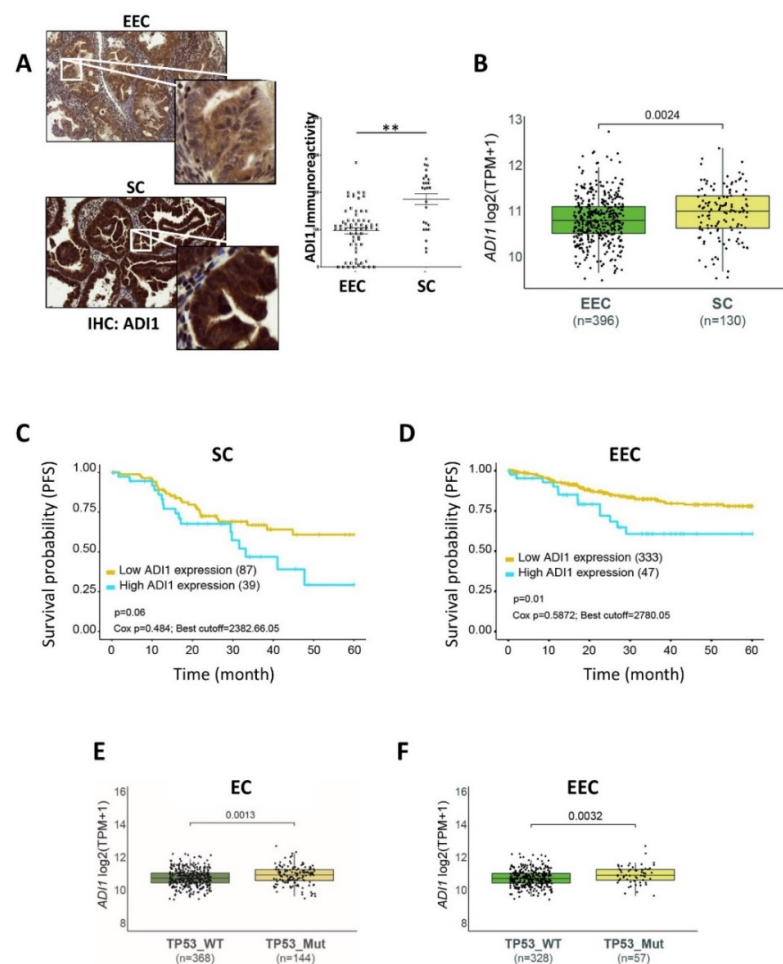 A
EEC
SC
IHC: ADI1
ADI1 Immunoreactivity
**
EEC
SC
B
ADI1 log2(TPM+1)
13
12
11
10
0.0024
EEC
(n=396)
SC
(n=130)
C
SC
Survival probability (PFS)
1.00
0.75
0.50
0.25
0.00
Low ADI1 expression (87)
High ADI1 expression (39)
p=0.06
Cox p=0.484; Best cutoff=2382.66.05
0
10
20
30
40
50
60
Time (month)
D
EEC
Survival probability (PFS)
1.00
0.75
0.50
0.25
0.00
Low ADI1 expression (333)
High ADI1 expression (47)
p=0.01
Cox p=0.5872; Best cutoff=2780.05
0
10
20
30
40
50
60
Time (month)
E
EC
ADI1 log2(TPM+1)
16
14
12
10
8
0.0013
TP53_WT
(n=368)
TP53_Mut
(n=144)
F
EEC
ADI1 log2(TPM+1)
16
14
12
10
8
0.0032
TP53_WT
(n=328)
TP53_Mut
(n=57)